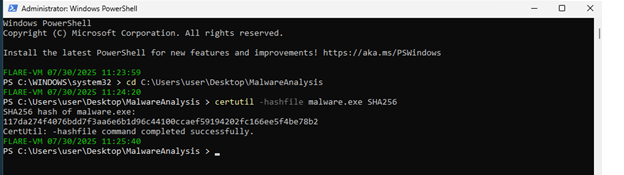 Administrator: Windows PowerShell
Windows PowerShell
Copyright (C) Microsoft Corporation. All rights reserved.
Install the latest PowerShell for new features and improvements! https://aka.ms/PSWindows
FLARE-VM 07/30/2025 11:23:59
PS C:\WINDOWS\system32 > cd C:\Users\user\Desktop\MalwareAnalysis
FLARE-VM 07/30/2025 11:24:20
PS C:\Users\user\Desktop\MalwareAnalysis > certutil -hashfile malware.exe SHA256
SHA256 hash of malware.exe:
117da274f4076bdd7f3aa6e6b1d96c44100ccaef59194202fc166ee5f4be78b2
CertUtil: -hashfile command completed successfully.
FLARE-VM 07/30/2025 11:25:40
PS C:\Users\user\Desktop\MalwareAnalysis >